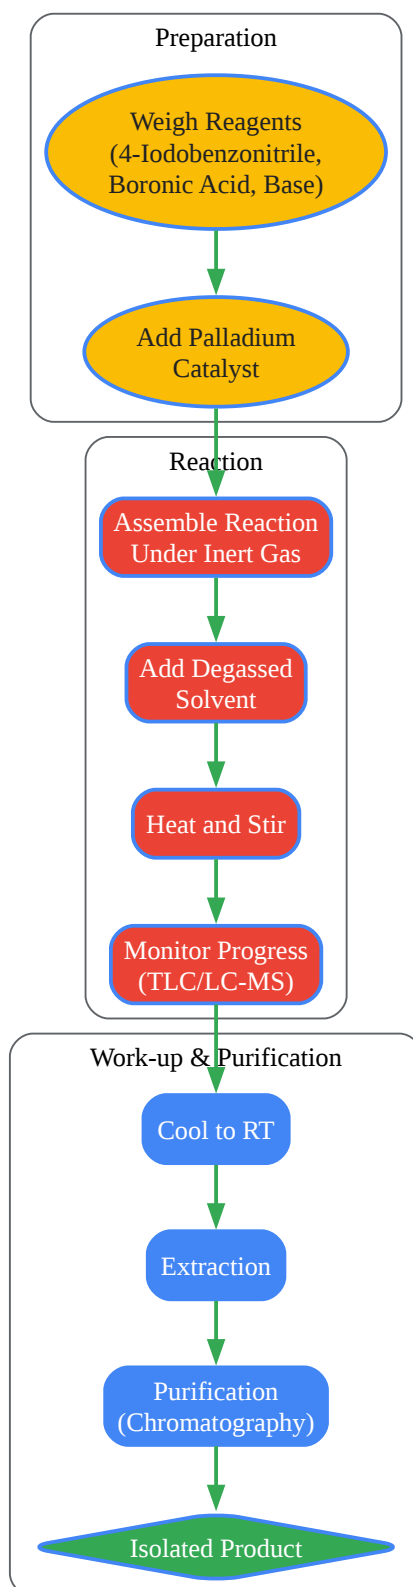 Preparation
Weigh Reagents
(4-Iodobenzonitrile,
Boronic Acid, Base)
Add Palladium
Catalyst
Reaction
Assemble Reaction
Under Inert Gas
Add Degassed
Solvent
Heat and Stir
Monitor Progress
(TLC/LC-MS)
Work-up & Purification
Cool to RT
Extraction
Purification
(Chromatography)
Isolated Product